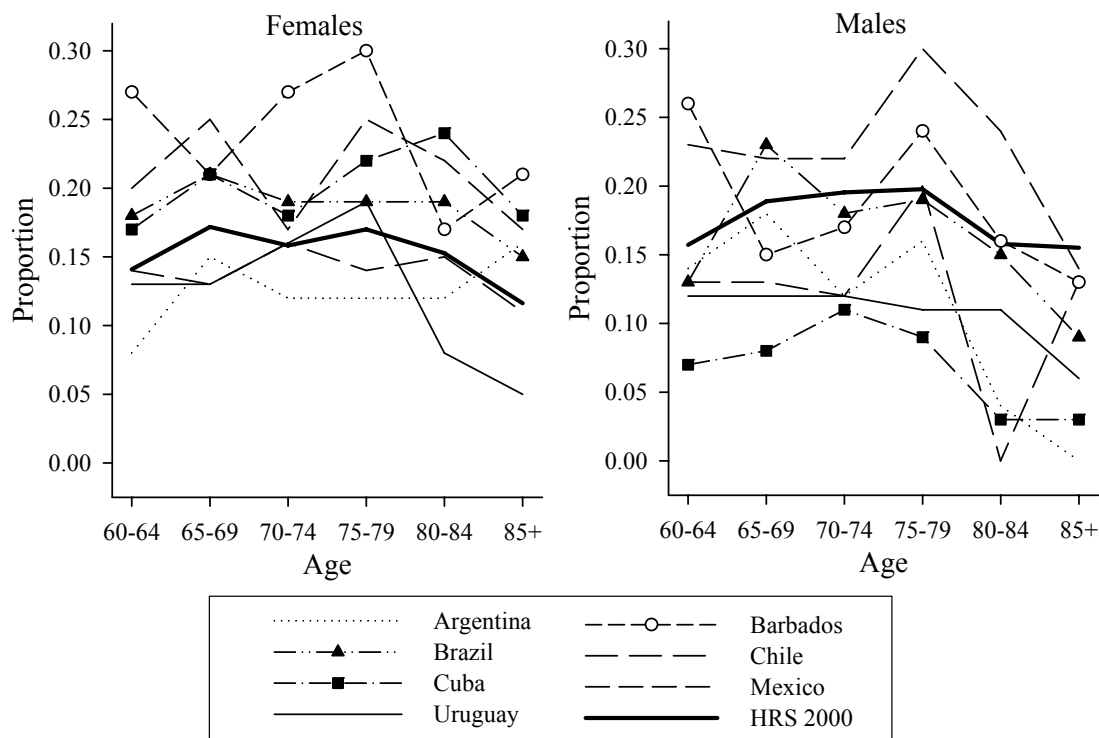 Females
Proportion
0.30
0.25
0.20
0.15
0.10
0.05
0.00
60-64 65-69 70-74 75-79 80-84 85+
Age
Males
Proportion
0.30
0.25
0.20
0.15
0.10
0.05
0.00
60-64 65-69 70-74 75-79 80-84 85+
Age
Argentina
Brazil
Cuba
Uruguay
Barbados
Chile
Mexico
HRS 2000